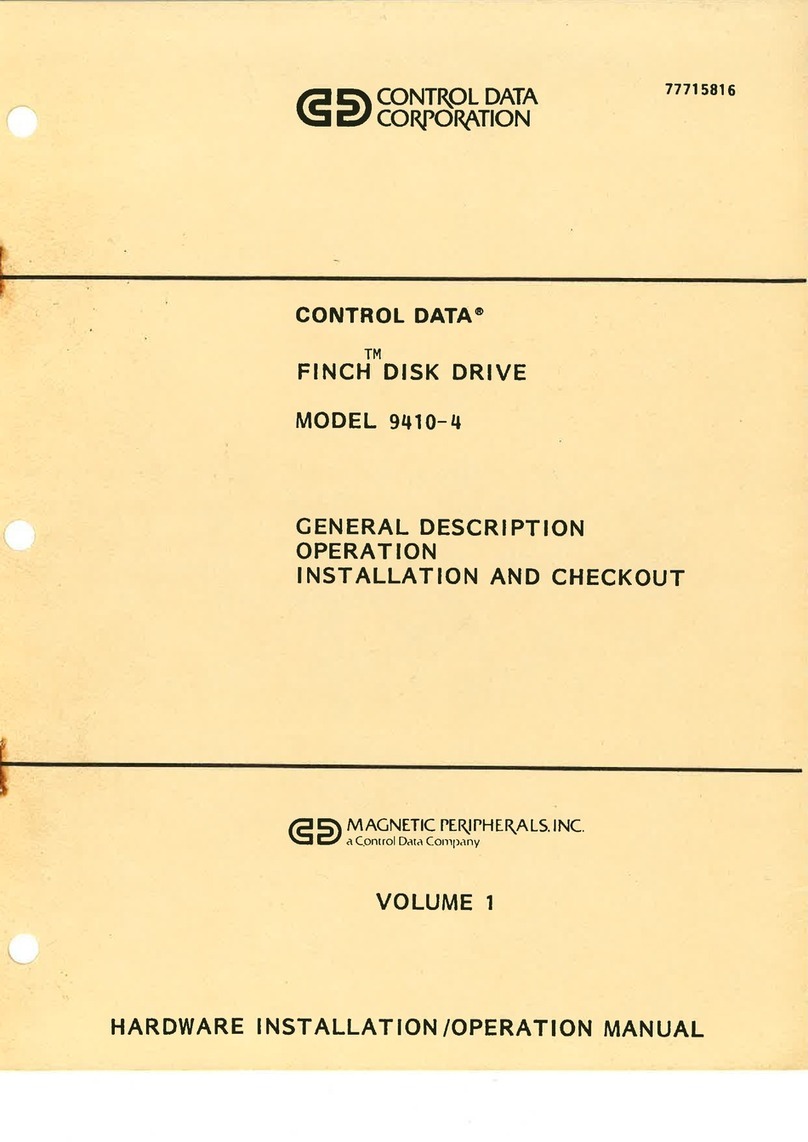 CONTROL DATA
CORPORATION
77715816
CONTROL DATA®
TM
FINCH DISK DRIVE
MODEL 9410-4
GENERAL DESCRIPTION
OPERATION
INSTALLATION AND CHECKOUT
MAGNETIC PERIPHERALS, INC.
a Control Data Company
VOLUME 1
HARDWARE INSTALLATION/OPERATION MANUAL